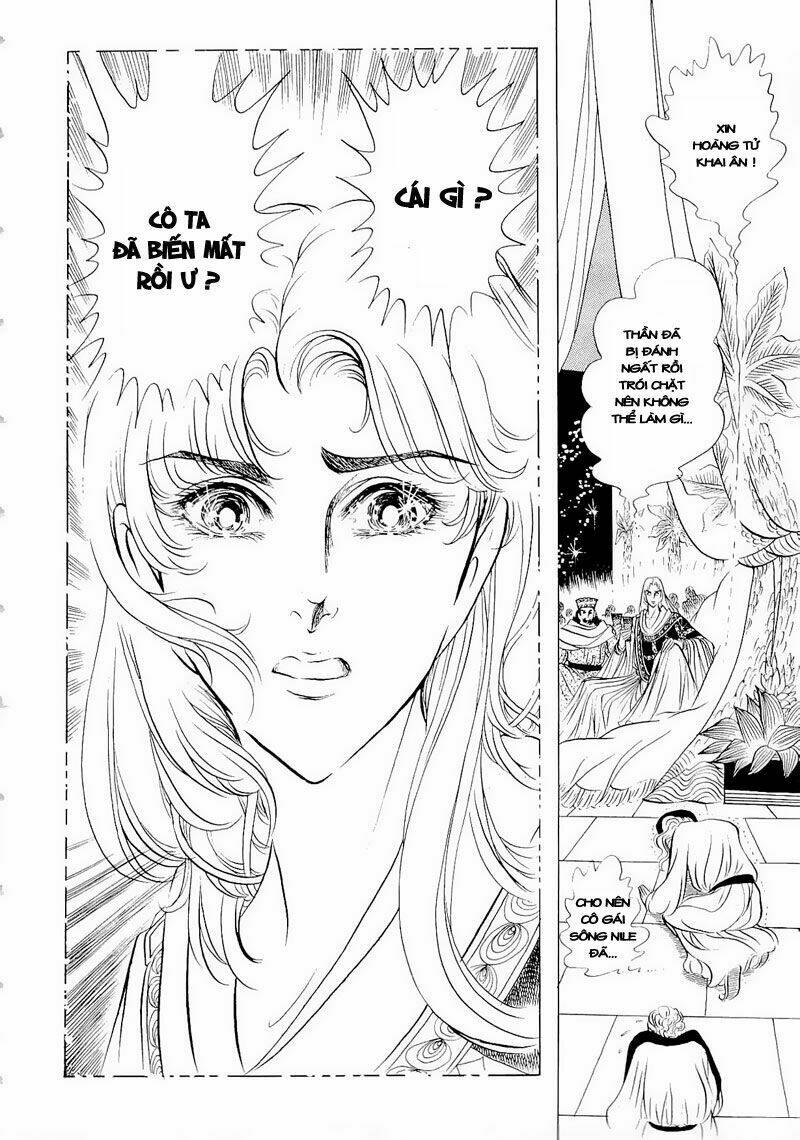 XIN
HOÀNG TỬ
KHAI ÂN !
THẦN ĐÃ
BỊ ĐÁNH
NGẤT RỒI
TRÓI CHẶT
NÊN KHÔNG
THỂ LÀM GÌ...
CHO NÊN
CÔ GÁI
SÔNG NILE
ĐÃ...
CÁI GÌ ?
CÔ TA
ĐÃ BIẾN MẤT
RỒI Ư ?